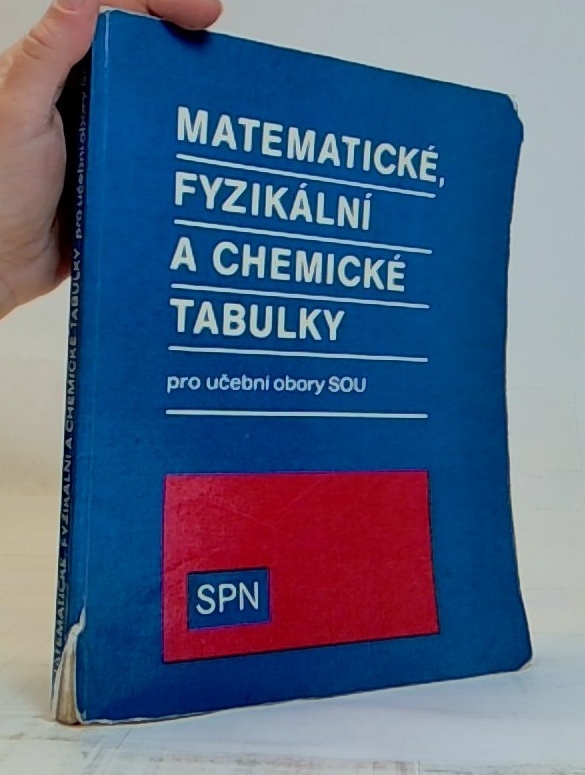 MATEMATICKÉ,
FYZIKÁLNÍ
A CHEMICKÉ
TABULKY
pro učební obory SOU
SPN
MATEMATICKÉ, FYZIKÁLNÍ A CHEMICKÉ TABULKY pro učební obory